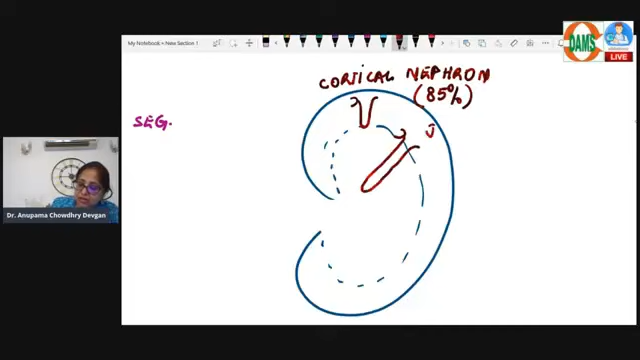 My Notebook > New Section 1
DAMS
LIVE
CORTICAL NEPHRON
(85%)
J
SEG.
Dr. Anupama Chowdhry Devgan